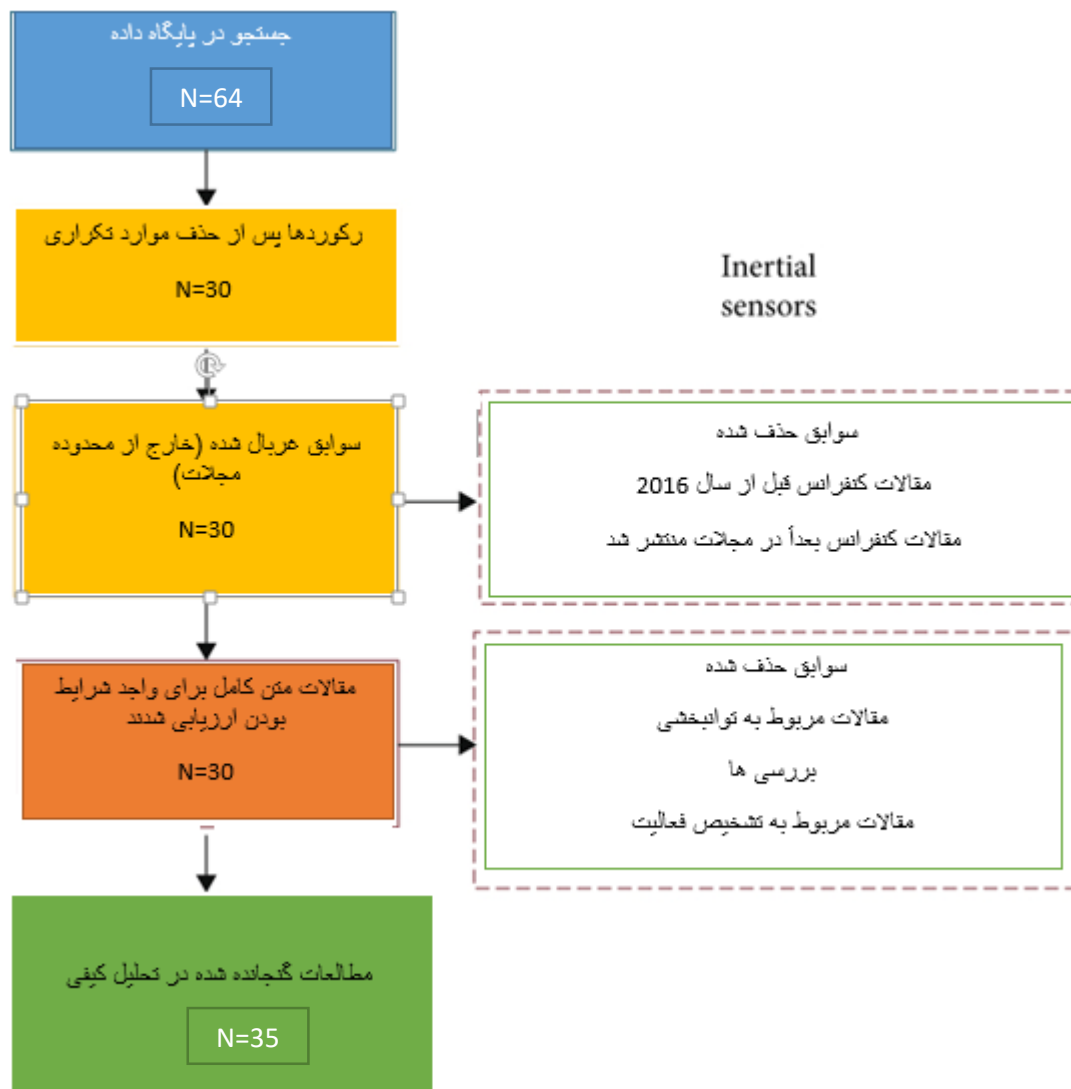 جستجو در پایگاه داده
N=64
رکوردها پس از حذف موارد تکراری
N=30
Inertial
sensors
سوابق غربال شده (خارج از محدوده
مجلات)
N=30
سوابق حذف شده
مقالات کنفرانس قبل از سال 2016
مقالات کنفرانس بعداً در مجلات منتشر شد
مقالات متن کامل برای واجد شرایط
بودن ارزیابی شدند
N=30
سوابق حذف شده
مقالات مربوط به توانبخشی
بررسی ها
مقالات مربوط به تشخیص فعالیت
مطالعات گنجانده شده در تحلیل کیفی
N=35